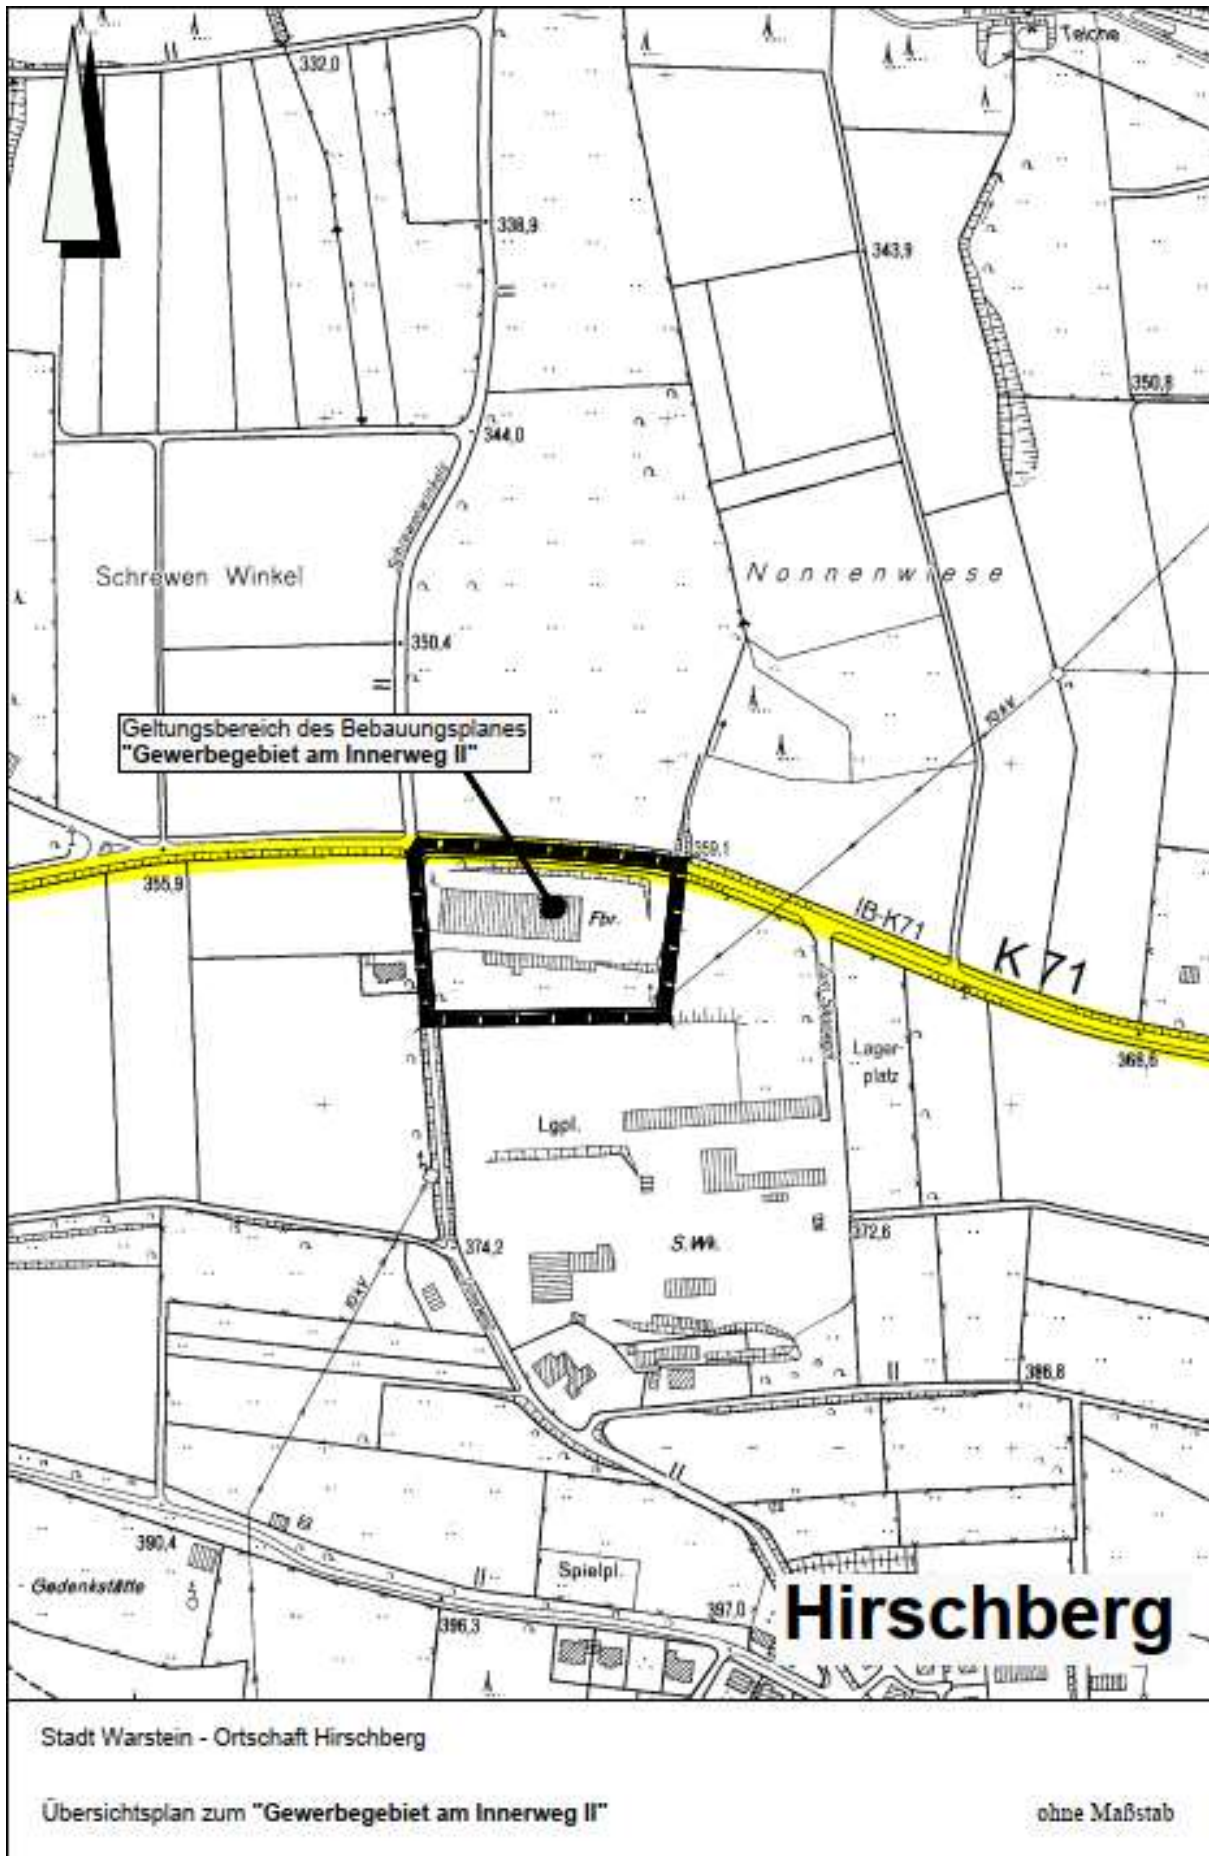 Teiche
332,0
338,9
343,9
350,8
344,0
Schrewen Winkel
Nonnenwiese
350,4
10 kV
Geltungsbereich des Bebauungsplanes
"Gewerbegebiet am Innerweg II"
359,1
355,9
Fbr.
IB-K71
K 71
Lager-
platz
366,6
Lgpl.
374,2
S.Wk.
372,6
10 kV
386,8
390,4
Gedenkstätte
Spielpl.
396,3
397,0
Hirschberg
Stadt Warstein - Ortschaft Hirschberg
Übersichtsplan zum "Gewerbegebiet am Innerweg II"
ohne Maßstab